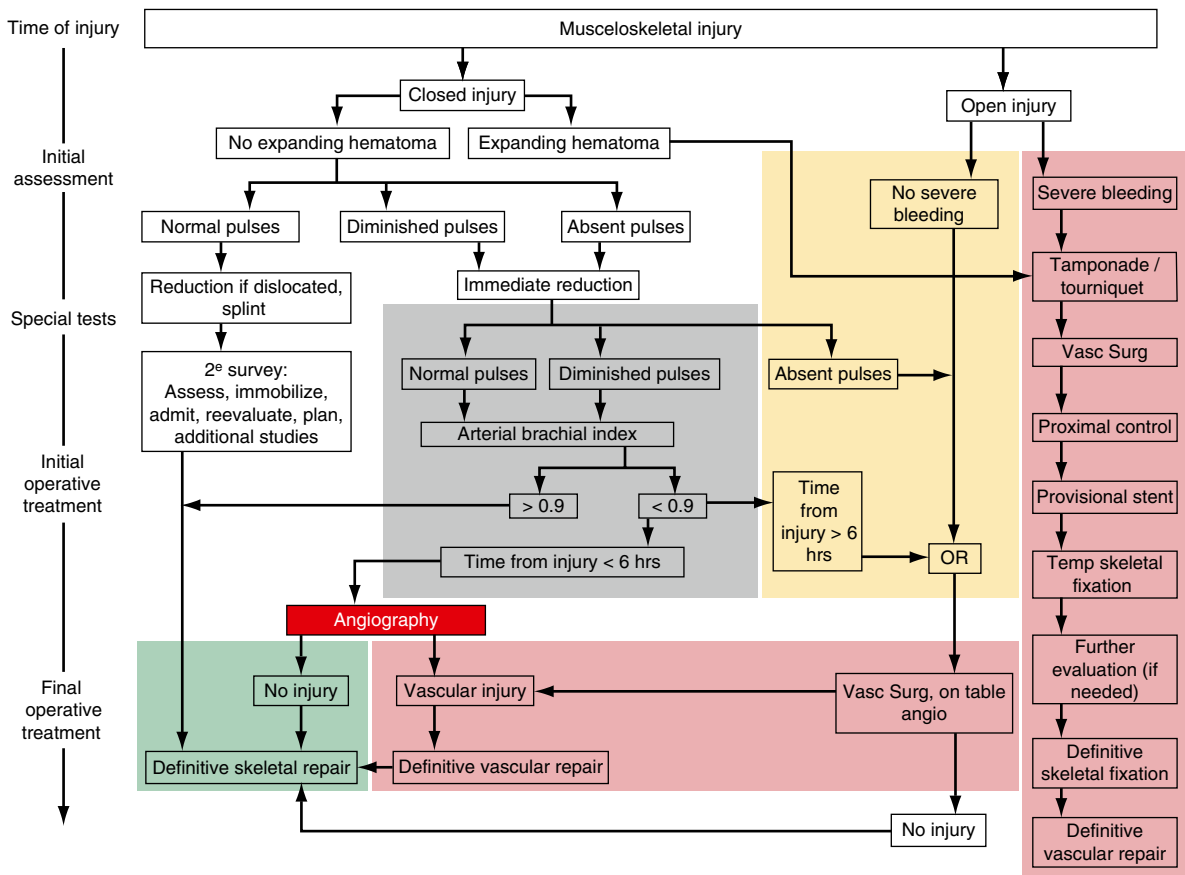 Time of injury
Musceloskeletal injury
Closed injury
Open injury
No expanding hematoma
Expanding hematoma
Initial
assessment
No severe
bleeding
Severe bleeding
Normal pulses
Diminished pulses
Absent pulses
Tamponade /
tourniquet
Reduction if dislocated,
splint
Immediate reduction
Special tests
Vasc Surg
2e survey:
Assess, immobilize,
admit, reevaluate, plan,
additional studies
Normal pulses
Diminished pulses
Absent pulses
Arterial brachial index
Proximal control
Initial
operative
treatment
> 0.9
< 0.9
Time
from
injury > 6
hrs
Provisional stent
Time from injury < 6 hrs
OR
Temp skeletal
fixation
Angiography
Further
evaluation (if
needed)
Final
operative
treatment
No injury
Vascular injury
Vasc Surg, on table
angio
Definitive skeletal repair
Definitive vascular repair
Definitive
skeletal fixation
No injury
Definitive
vascular repair